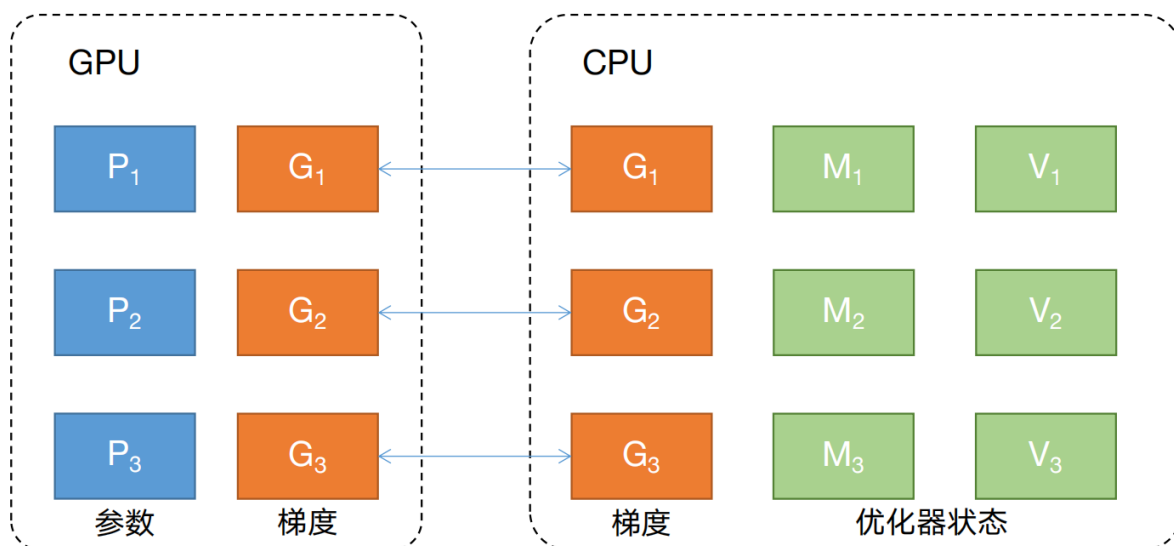 GPU
CPU
P₁ G₁ G₁ M₁ V₁
P₂ G₂ G₂ M₂ V₂
P₃ G₃ G₃ M₃ V₃
参数 梯度 梯度 优化器状态